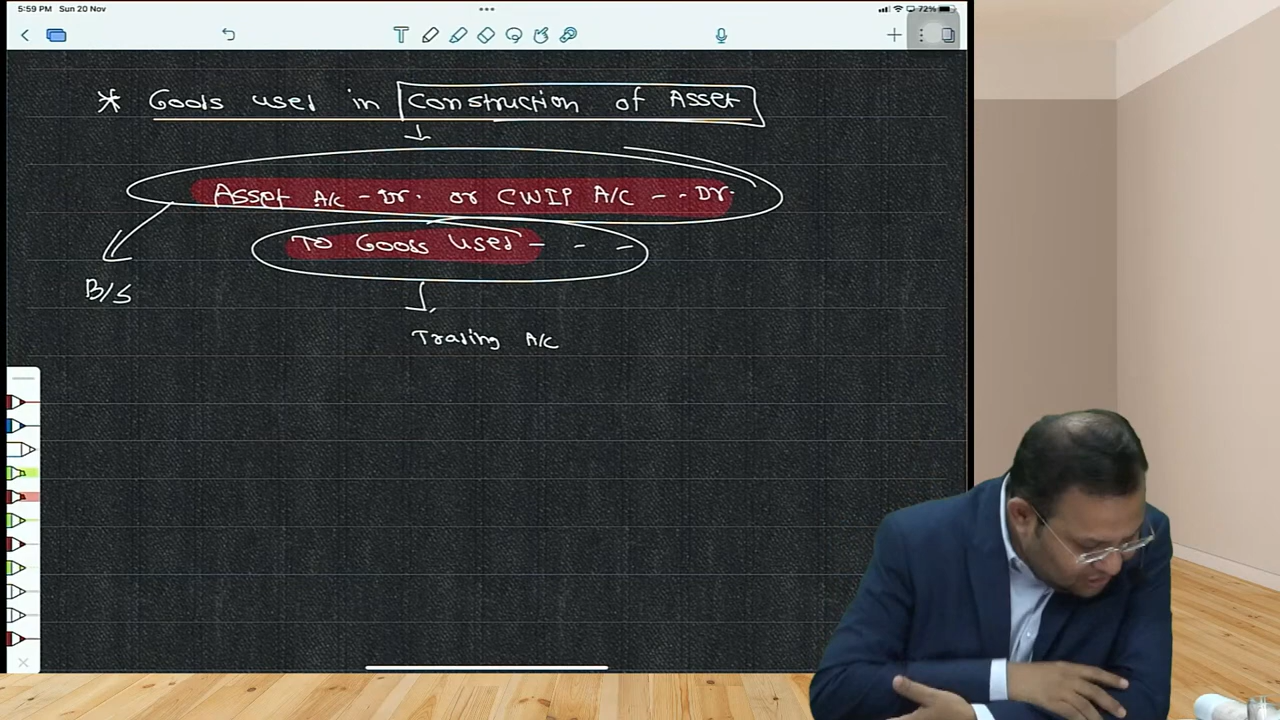 5:59 PM Sun 20 Nov
72%
* Goods used in Construction of Asset
Asset A/c - Dr. or CWIP A/C - - Dr.
To Goods used - - -
B/S
Trading A/c